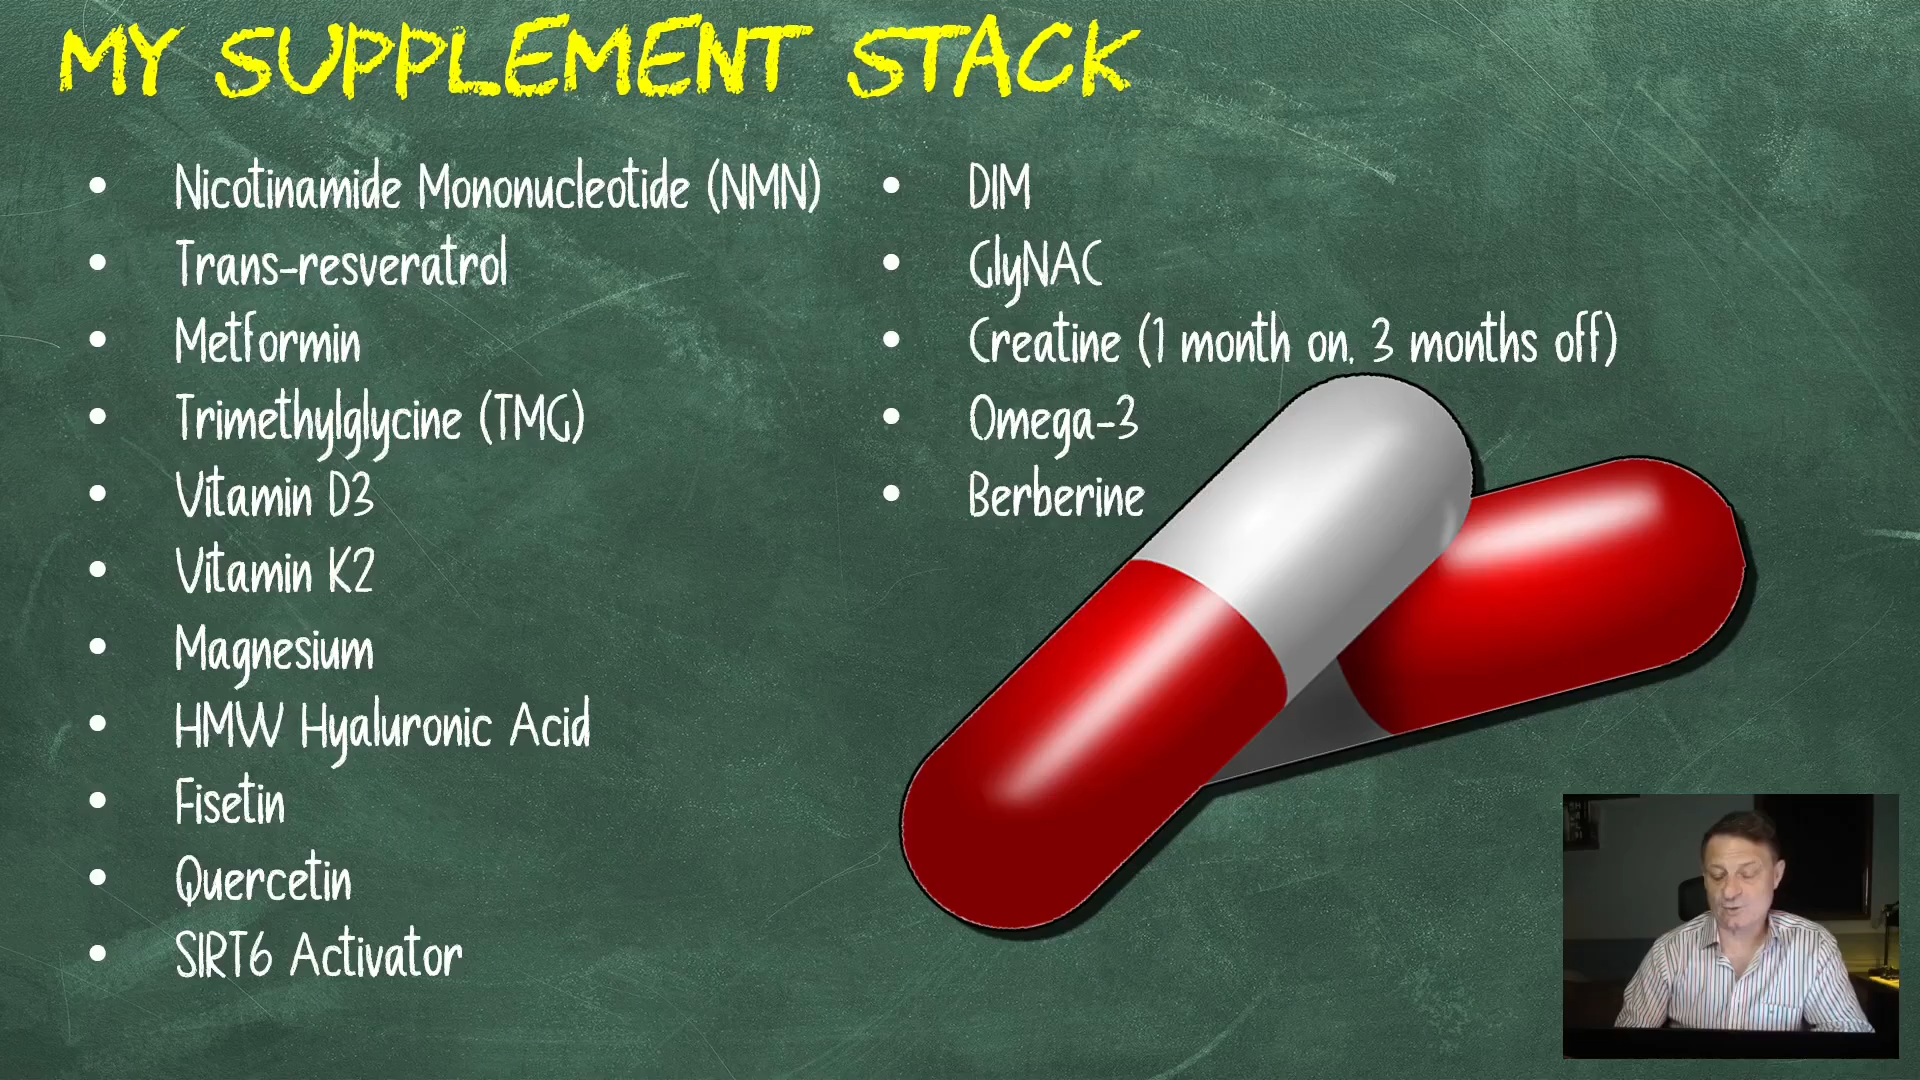 MY SUPPLEMENT STACK
Nicotinamide Mononucleotide (NMN)
Trans-resveratrol
Metformin
Trimethylglycine (TMG)
Vitamin D3
Vitamin K2
Magnesium
HMW Hyaluronic Acid
Fisetin
Quercetin
SIRT6 Activator
DIM
GlyNAC
Creatine (1 month on, 3 months off)
Omega-3
Berberine